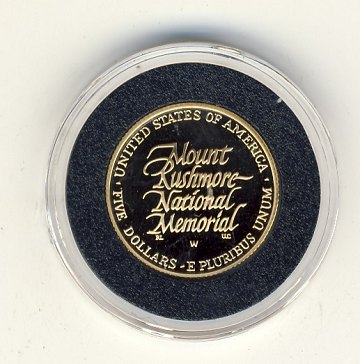 UNITED STATES OF AMERICA
Mount
Rushmore
National
Memorial
W
· FIVE DOLLARS · E PLURIBUS UNUM ·